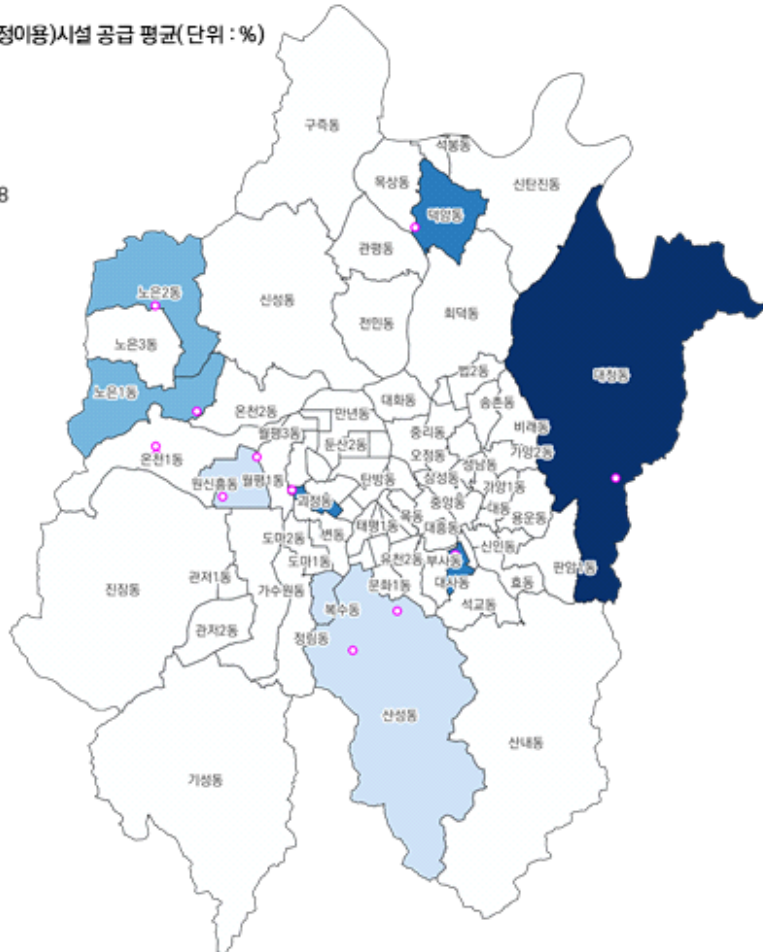 정이용)시설 공급 평균(단위 : %)
8
구즉동
석봉동
목상동
신탄진동
덕암동
관평동
노은2동
신성동
회덕동
전민동
노은3동
대청동
법2동
노은1동
대화동
송촌동
온천2동
만년동
비래동
월평3동
중리동
둔산2동
가양2동
온천1동
오정동
성남동
원신흥동
월평1동
탄방동
삼성동
가양1동
괴정동
중앙동
대동
용운동
태평1동
목동
대흥동
도마2동
변동
신인동
도마1동
유천2동
부사동
판암1동
진잠동
관저1동
가수원동
문화1동
대사동
효동
복수동
석교동
관저2동
정림동
산성동
산내동
기성동